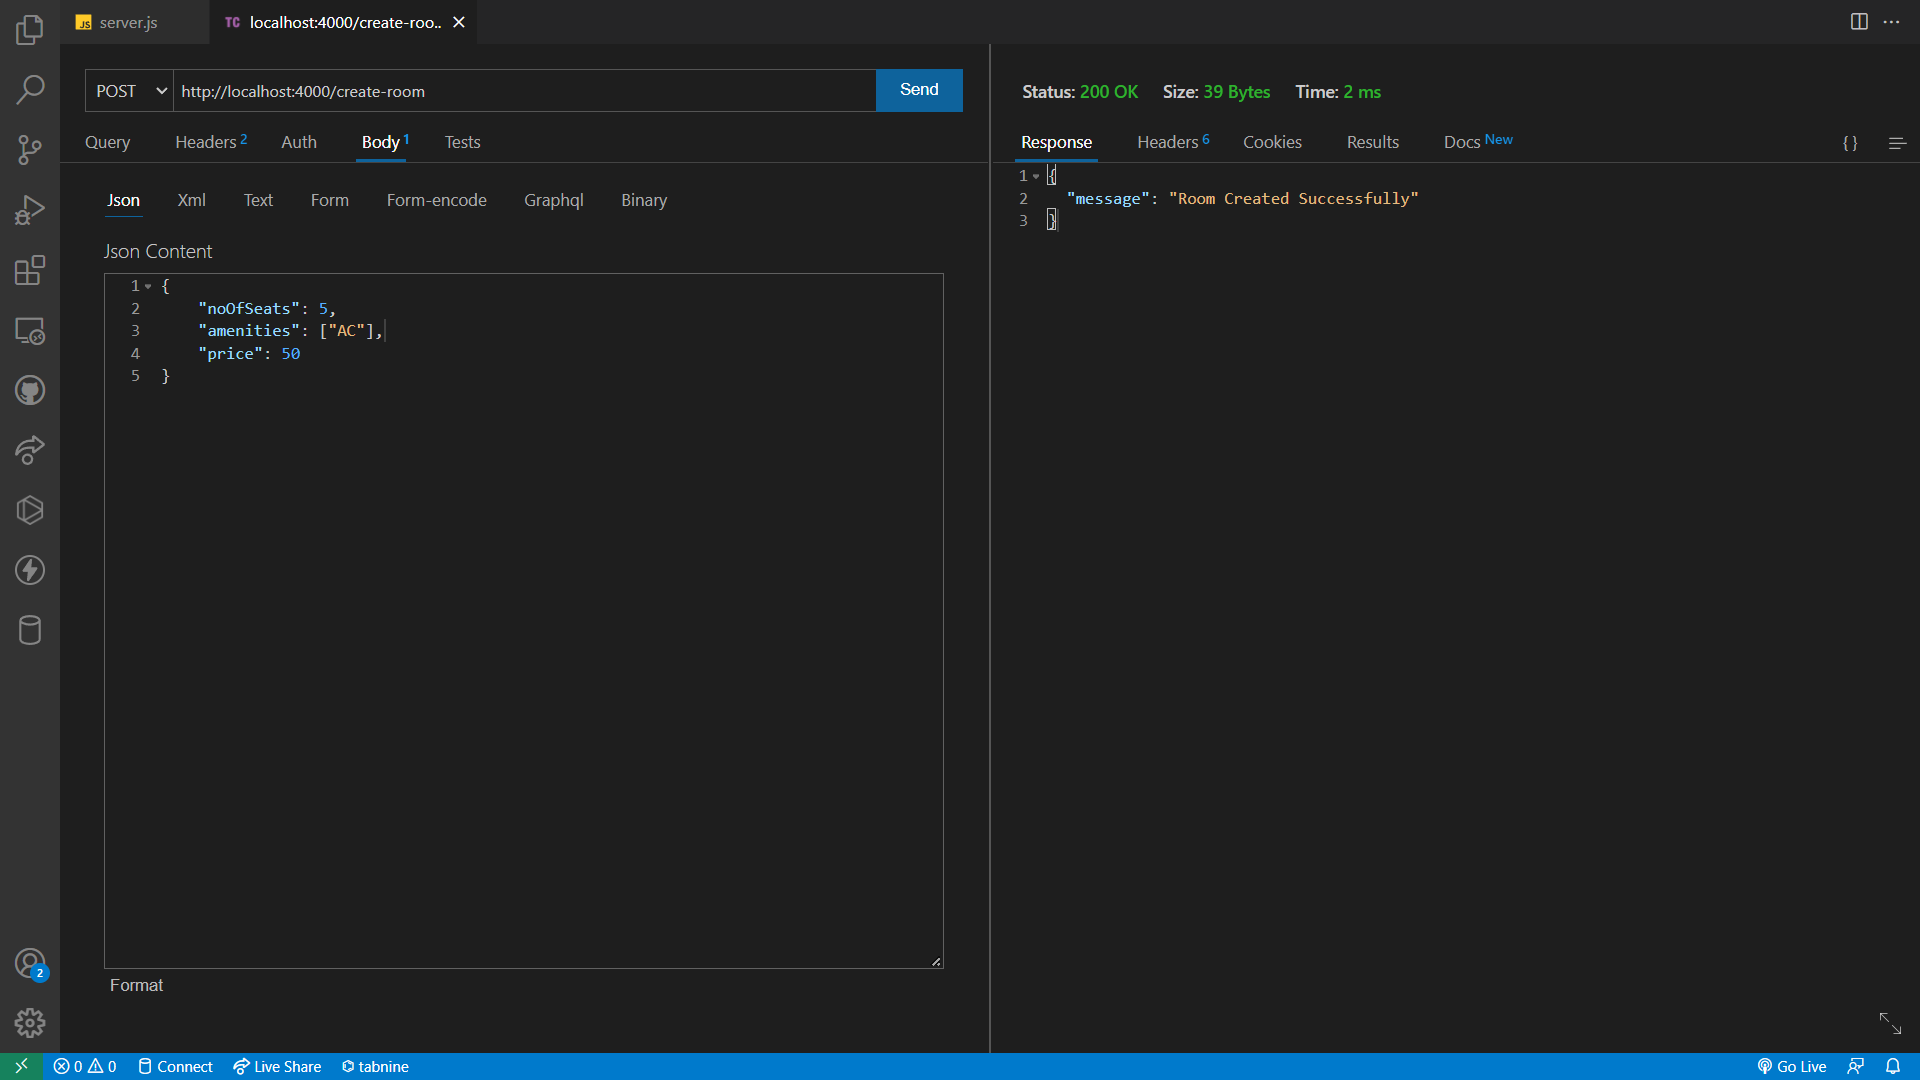 JS server.js
TC localhost:4000/create-roo..
POST http://localhost:4000/create-room Send
Query Headers 2 Auth Body 1 Tests
Json Xml Text Form Form-encode Graphql Binary
Json Content
1 {
2 "noOfSeats": 5,
3 "amenities": ["AC"],
4 "price": 50
5 }
Format
Status: 200 OK Size: 39 Bytes Time: 2 ms
Response Headers 6 Cookies Results Docs New { }
1 {
2 "message": "Room Created Successfully"
3 }
2
0 0 Connect Live Share tabnine Go Live